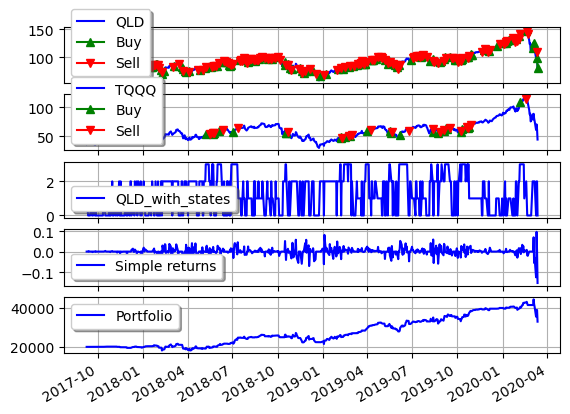 QLD
Buy
Sell
150
100
TQQQ
Buy
Sell
100
50
QLD_with_states
2
0
Simple returns
0.1
0.0
−0.1
Portfolio
40000
20000
2017-10
2018-01
2018-04
2018-07
2018-10
2019-01
2019-04
2019-07
2019-10
2020-01
2020-04